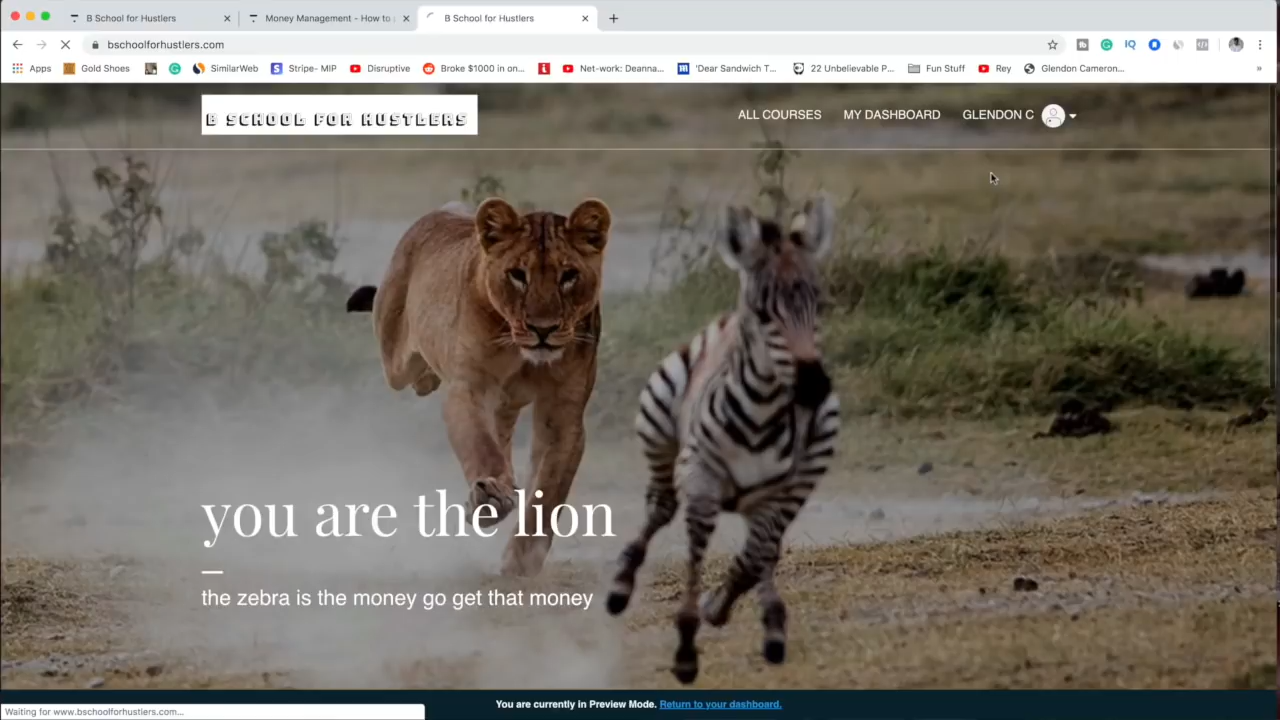 B School for Hustlers
Money Management - How to
B School for Hustlers
bschoolforhustlers.com
Apps Gold Shoes SimilarWeb Stripe- MIP Disruptive Broke $1000 in on... Net-work: Deanna... 'Dear Sandwich T... 22 Unbelievable P... Fun Stuff Rey Glendon Cameron... »
B SCHOOL FOR HUSTLERS
ALL COURSES MY DASHBOARD GLENDON C
you are the lion
the zebra is the money go get that money
You are currently in Preview Mode. Return to your dashboard.
Waiting for www.bschoolforhustlers.com...